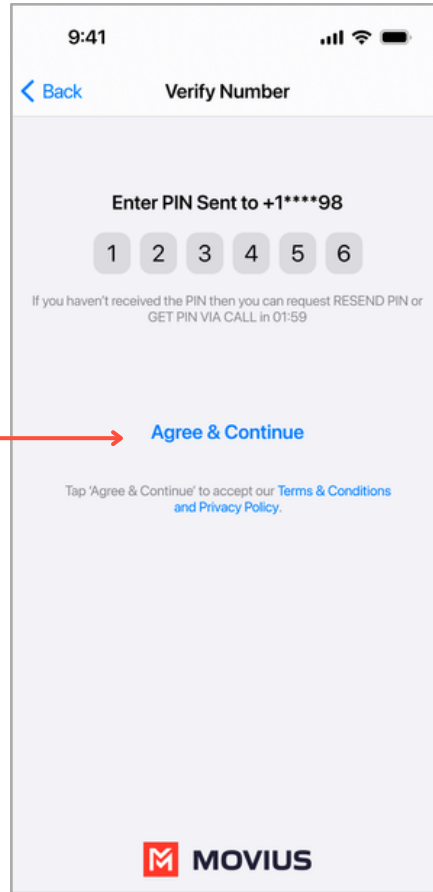 9:41
Back Verify Number
Enter PIN Sent to +1****98
1 2 3 4 5 6
If you haven't received the PIN then you can request RESEND PIN or
GET PIN VIA CALL in 01:59
Agree & Continue
Tap 'Agree & Continue' to accept our Terms & Conditions
and Privacy Policy.
MOVIUS